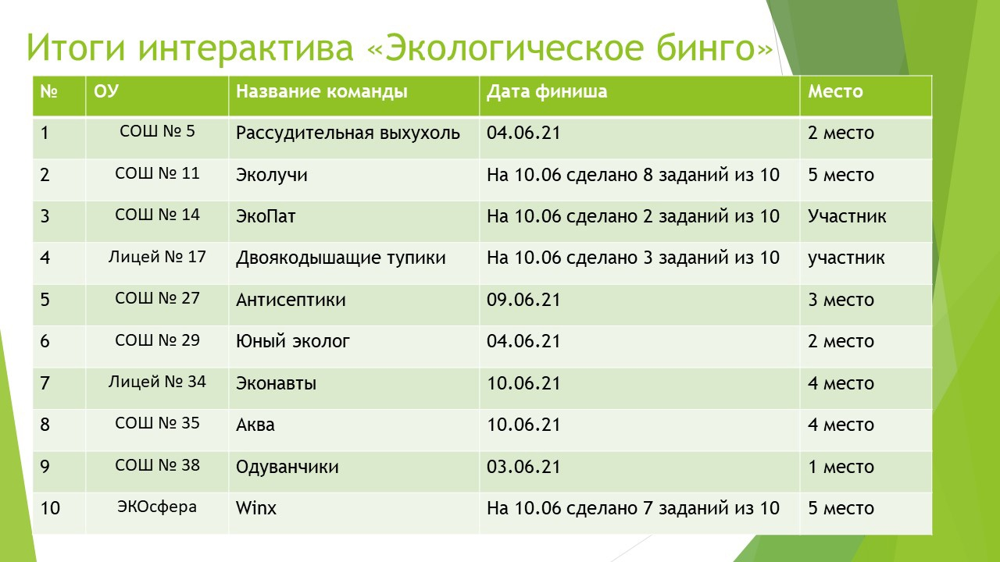 Итоги интерактива «Экологическое бинго»
№ ОУ Название команды Дата финиша Место
1 СОШ № 5 Рассудительная выхухоль 04.06.21 2 место
2 СОШ № 11 Эколучи На 10.06 сделано 8 заданий из 10 5 место
3 СОШ № 14 ЭкоПат На 10.06 сделано 2 заданий из 10 Участник
4 Лицей № 17 Двоякодышащие тупики На 10.06 сделано 3 заданий из 10 участник
5 СОШ № 27 Антисептики 09.06.21 3 место
6 СОШ № 29 Юный эколог 04.06.21 2 место
7 Лицей № 34 Эконавты 10.06.21 4 место
8 СОШ № 35 Аква 10.06.21 4 место
9 СОШ № 38 Одуванчики 03.06.21 1 место
10 ЭКОсфера Winx На 10.06 сделано 7 заданий из 10 5 место